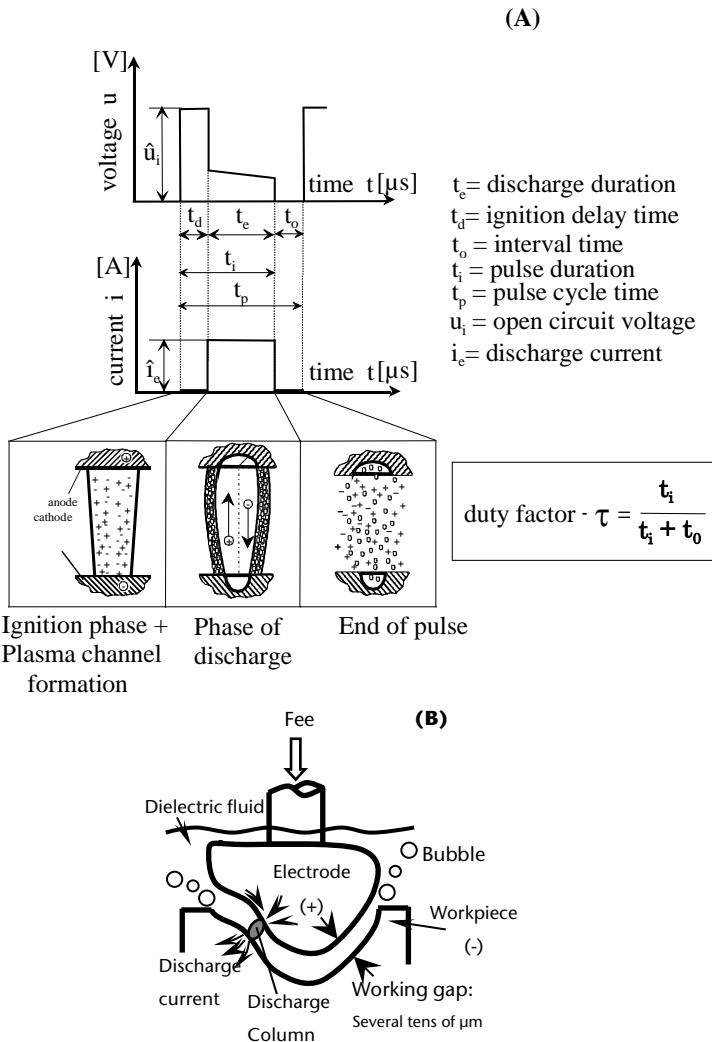 (A)
[V]
voltage u
û_i
time t[µs]
t_d
t_e
t_o
t_i
t_p
[A]
current i
î_e
time t[µs]
t_e= discharge duration
t_d=ignition delay time
t_o = interval time
t_i = pulse duration
t_p = pulse cycle time
u_i = open circuit voltage
i_e= discharge current
anode
cathode
+
-
+
-
duty factor - τ = t_i / t_i + t_0
Ignition phase +
Plasma channel
formation
Phase of
discharge
End of pulse
(B)
Fee
Dielectric fluid
Bubble
Electrode
(+)
Workpiece
(-)
Discharge
current
Discharge
Column
Working gap:
Several tens of µm